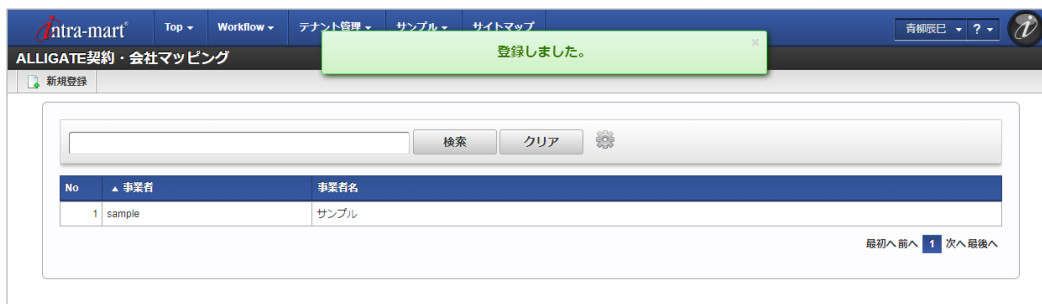 intra-mart® Top Workflow テナント管理 サンプル サイトマップ 青柳辰巳 ?
登録しました。 ×
ALLIGATE契約・会社マッピング
新規登録
検索 クリア
No ▲ 事業者 事業者名
1 sample サンプル
最初へ 前へ 1 次へ 最後へ